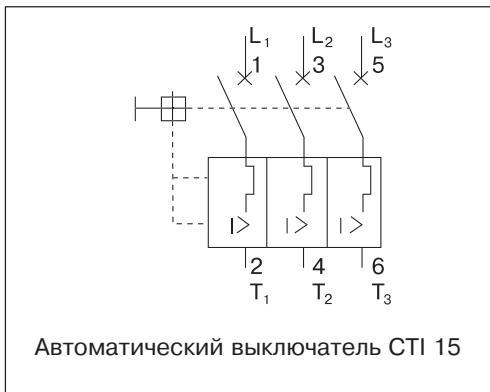 L₁ L₂ L₃
1 3 5
I> I> I>
2 4 6
T₁ T₂ T₃
Автоматический выключатель CTI 15